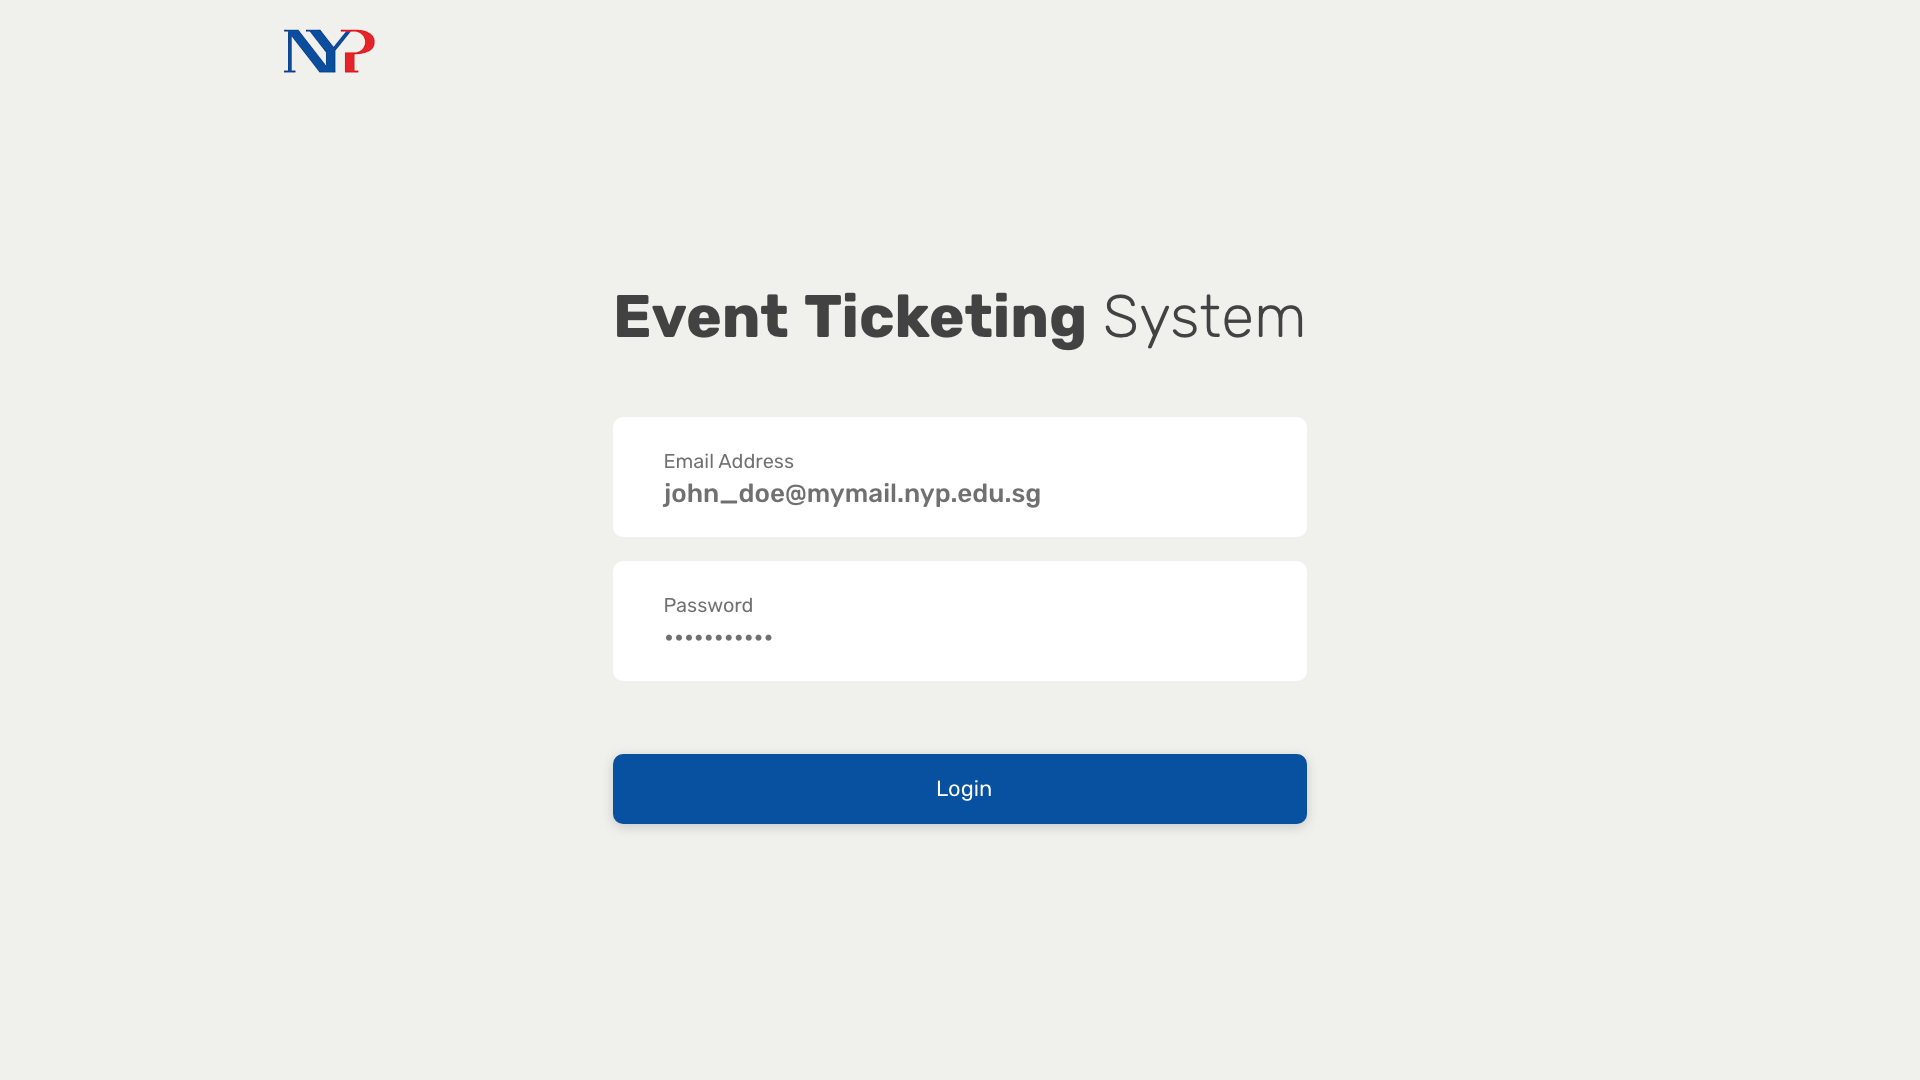 NYP
Event Ticketing System
Email Address
john_doe@mymail.nyp.edu.sg
Password
•••••••••••
Login